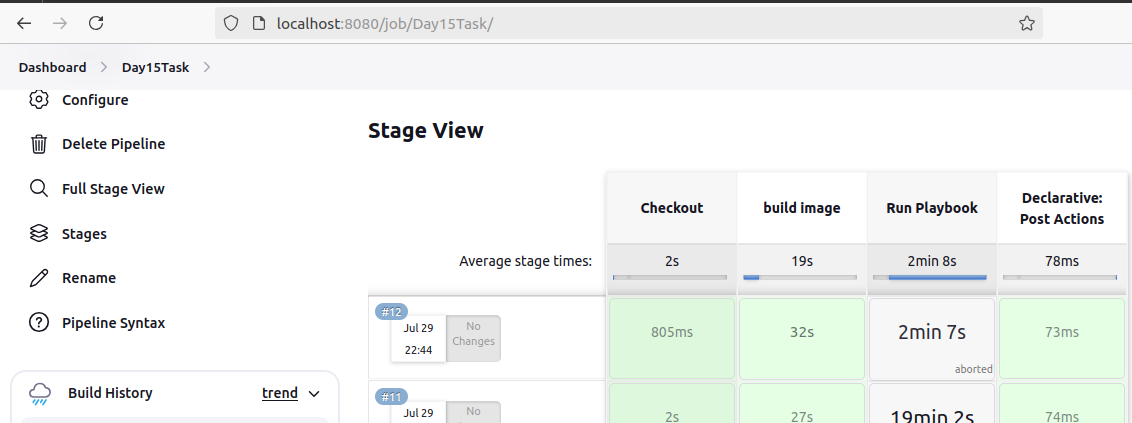 localhost:8080/job/Day15Task/
Dashboard
Day15Task
Configure
Delete Pipeline
Full Stage View
Stages
Rename
Pipeline Syntax
Build History
trend
Stage View
Checkout
build image
Run Playbook
Declarative:
Post Actions
Average stage times:
2s
19s
2min 8s
78ms
#12
Jul 29
22:44
No
Changes
805ms
32s
2min 7s
aborted
73ms
#11
Jul 29
No
2s
27s
19min 2s
74ms